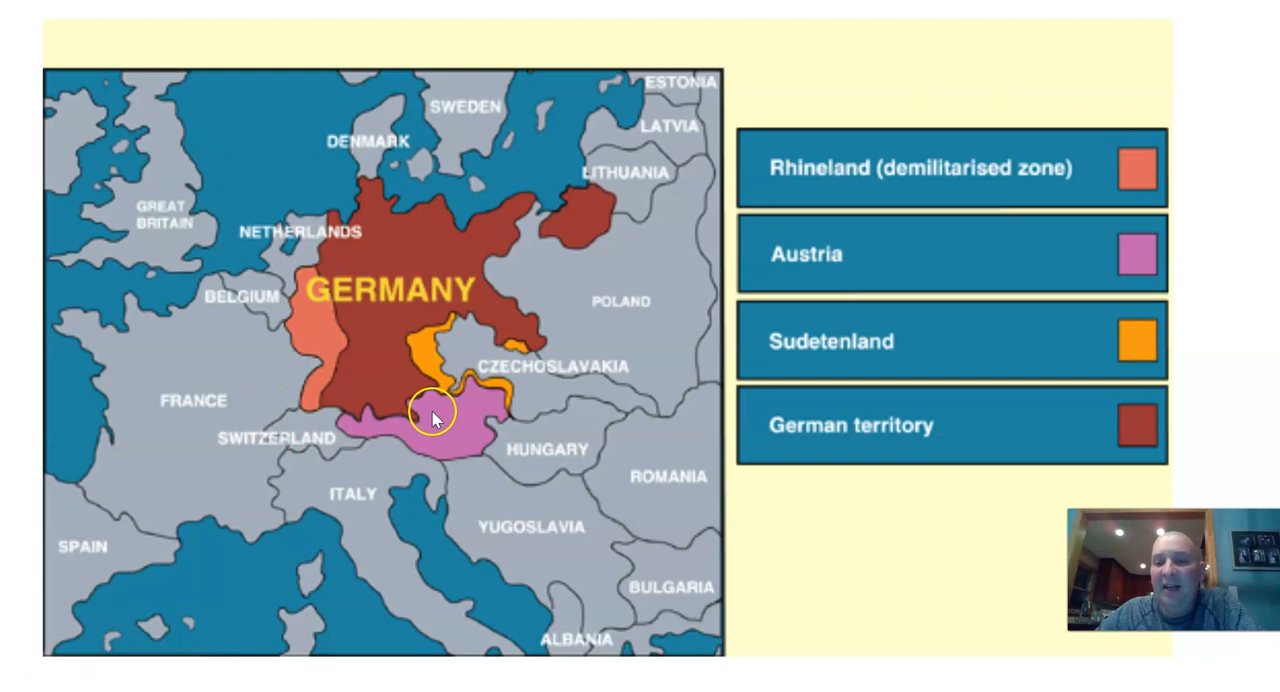 ESTONIA
SWEDEN
LATVIA
DENMARK
LITHUANIA
GREAT
BRITAIN
NETHERLANDS
GERMANY
BELGIUM
POLAND
CZECHOSLAVAKIA
FRANCE
SWITZERLAND
HUNGARY
ROMANIA
ITALY
YUGOSLAVIA
SPAIN
BULGARIA
ALBANIA
Rhineland (demilitarised zone)
Austria
Sudetenland
German territory